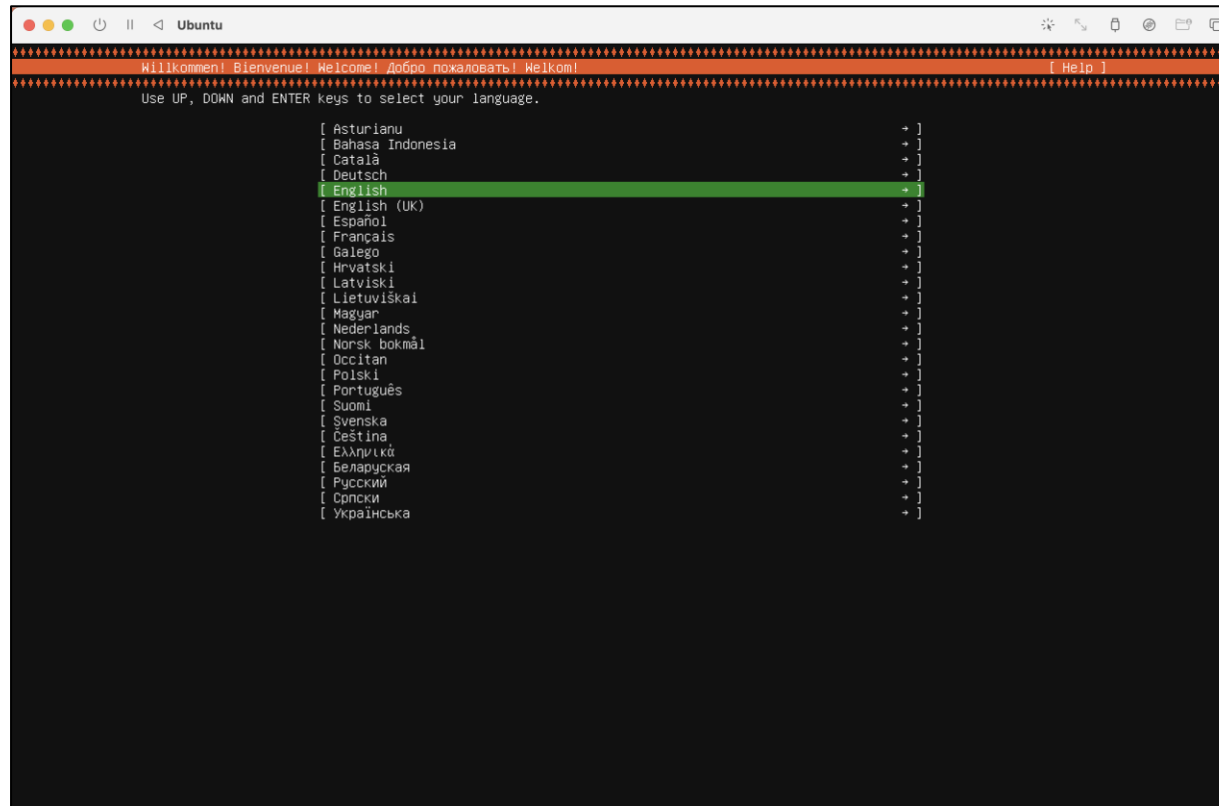 Ubuntu
Willkommen! Bienvenue! Welcome! Добро пожаловать! Welkom! [ Help ]
Use UP, DOWN and ENTER keys to select your language.
[ Asturianu → ]
[ Bahasa Indonesia → ]
[ Català → ]
[ Deutsch → ]
[ English → ]
[ English (UK) → ]
[ Español → ]
[ Français → ]
[ Galego → ]
[ Hrvatski → ]
[ Latviski → ]
[ Lietuviškai → ]
[ Magyar → ]
[ Nederlands → ]
[ Norsk bokmål → ]
[ Occitan → ]
[ Polski → ]
[ Português → ]
[ Suomi → ]
[ Svenska → ]
[ Čeština → ]
[ Ελληνικά → ]
[ Беларуская → ]
[ Русский → ]
[ Српски → ]
[ Українська → ]